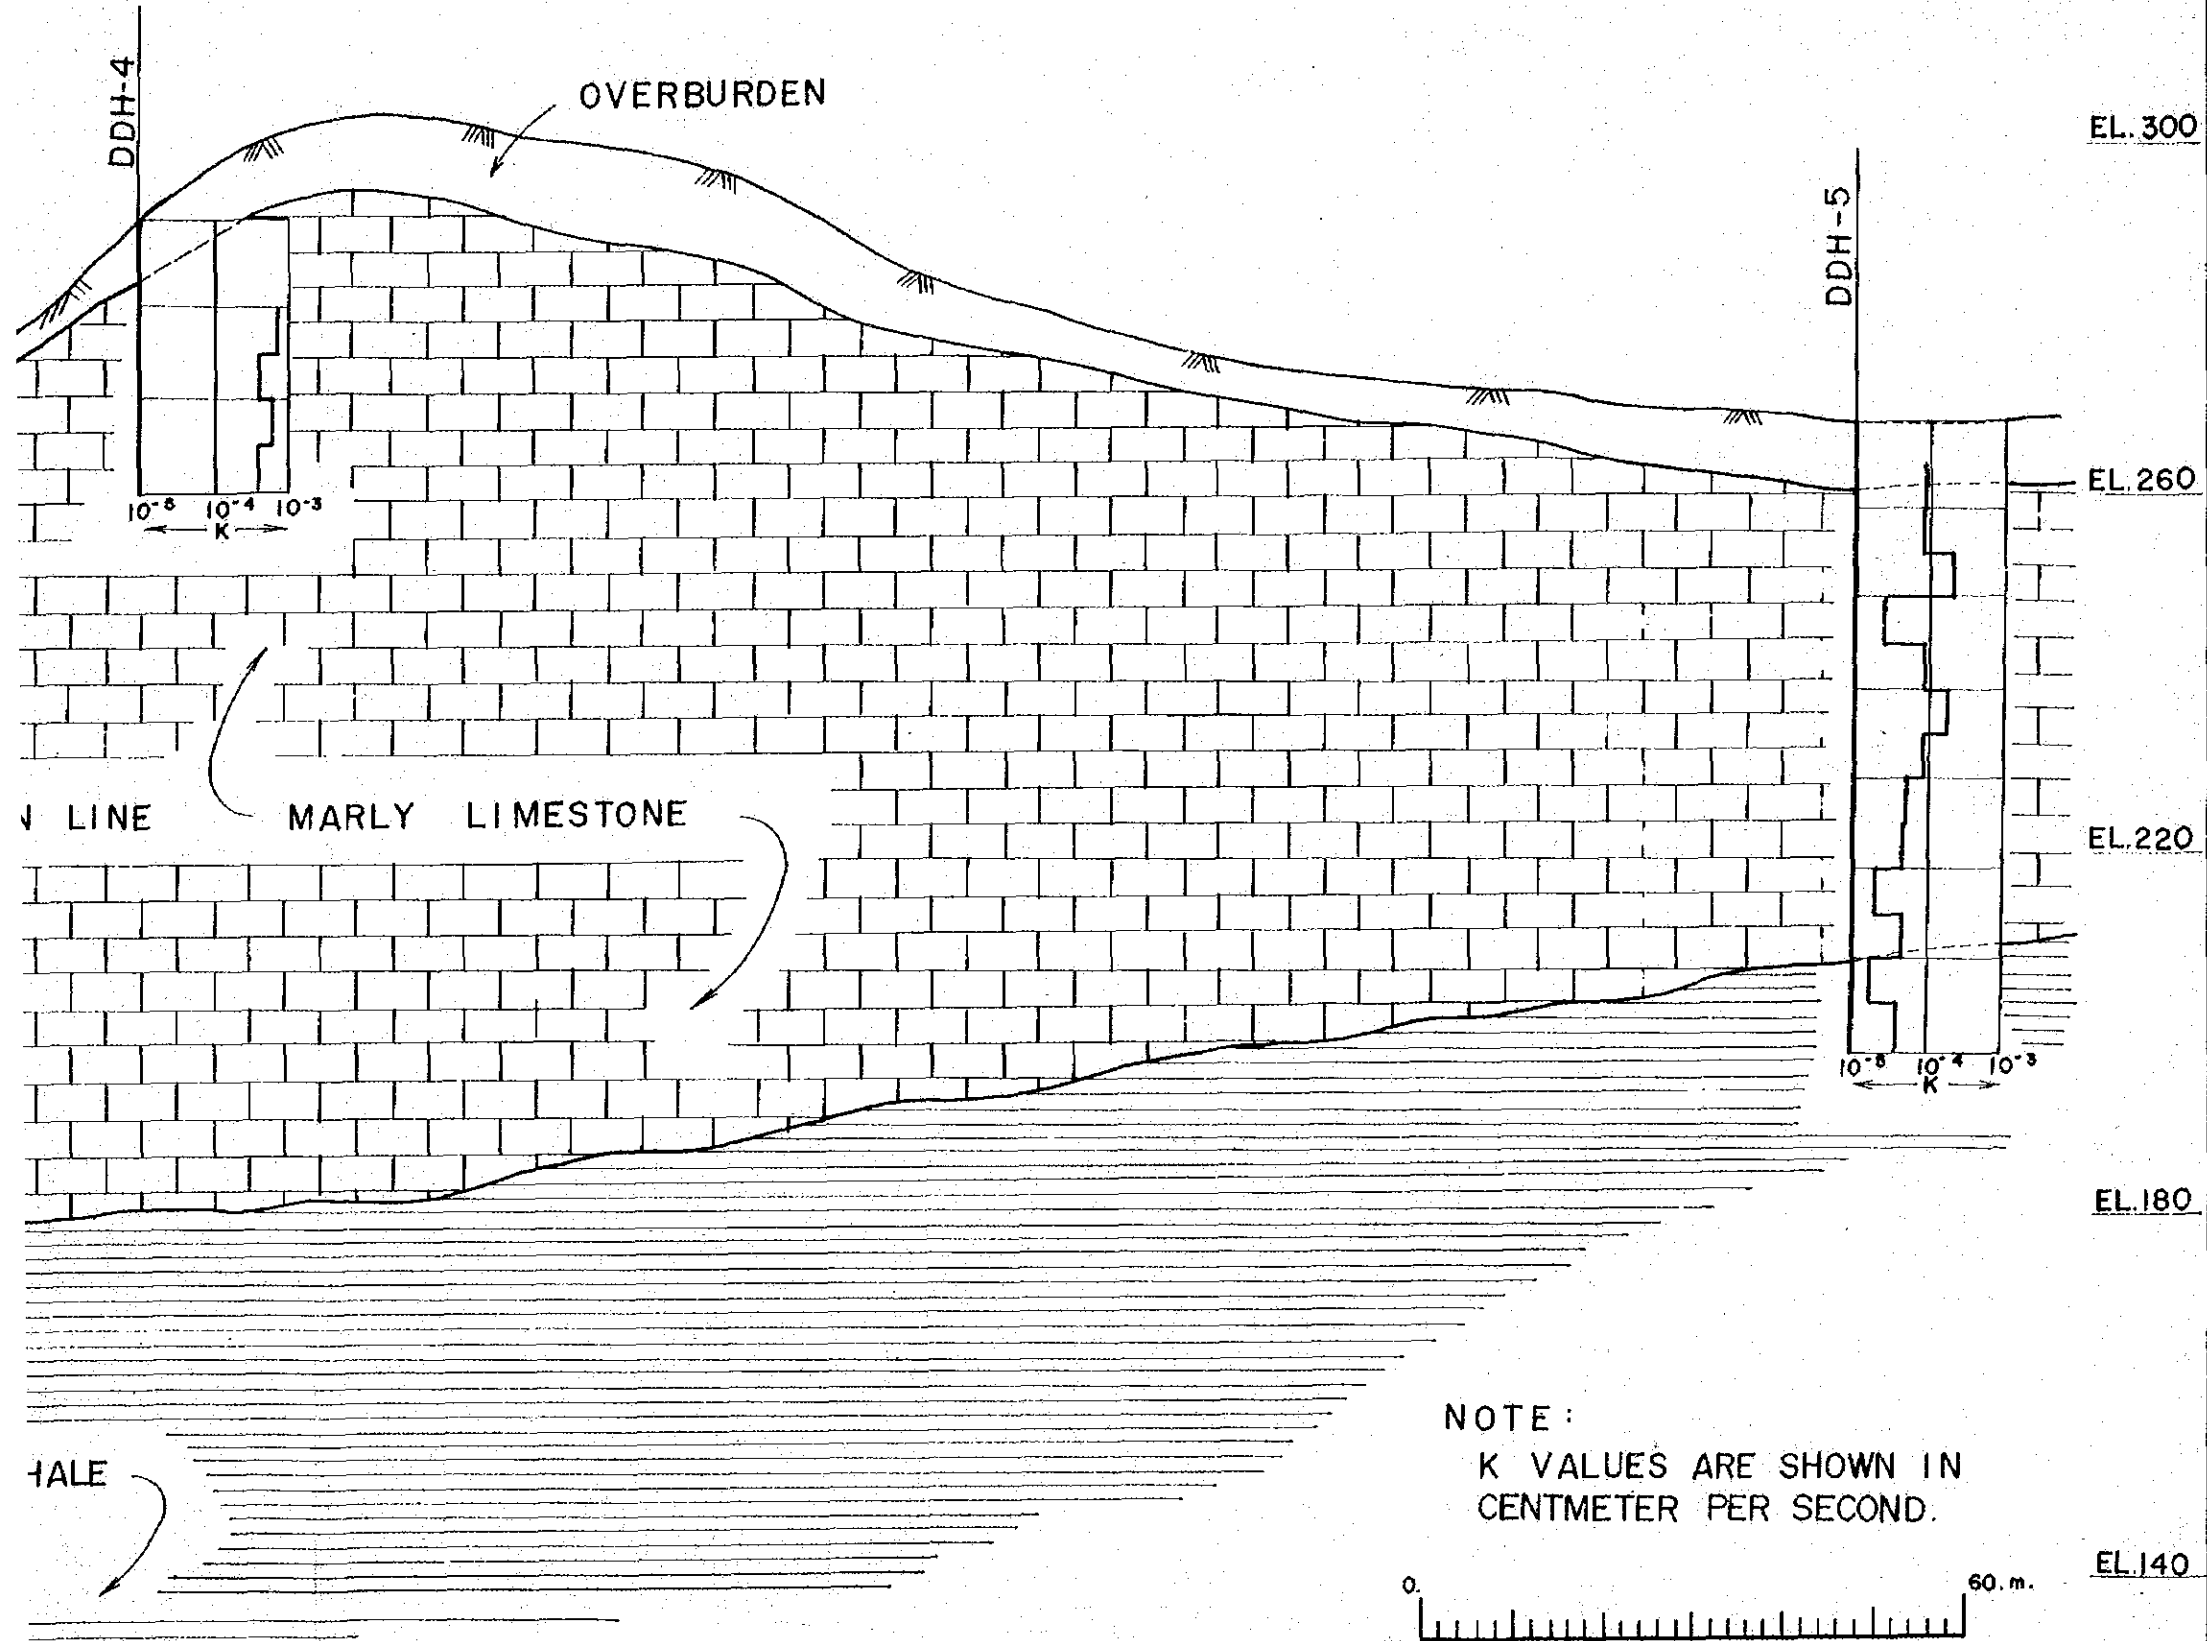 DDH-4
OVERBURDEN
EL.300
DDH-5
EL.260
10⁻⁵ 10⁻⁴ 10⁻³
K
N LINE
MARLY LIMESTONE
EL.220
10⁻⁵ 10⁻⁴ 10⁻³
K
EL.180
NOTE:
K VALUES ARE SHOWN IN
CENTMETER PER SECOND.
HALE
EL.140
0. 60.m.